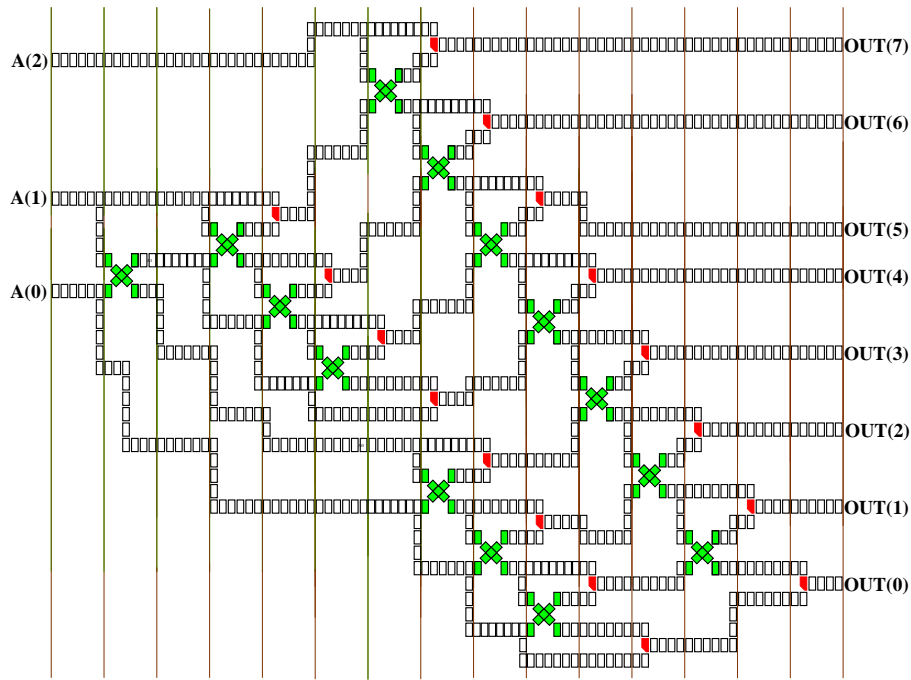 OUT(7)
A(2)
OUT(6)
A(1)
OUT(5)
OUT(4)
A(0)
OUT(3)
OUT(2)
OUT(1)
OUT(0)